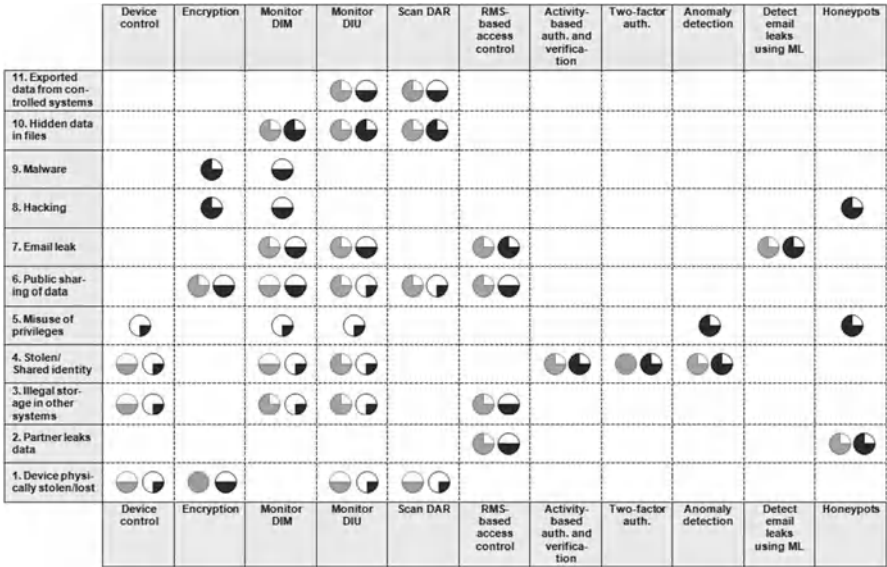 Device Encryption Monitor Monitor Scan DAR RMS- Activity- Two-factor Anomaly Detect Honeypots
control DIM DIU based based auth. detection email
access auth. and leaks
control verifica- using ML
tion
11. Exported
data from con-
trolled systems
10. Hidden data
in files
9. Malware
8. Hacking
7. Email leak
6. Public shar-
ing of data
5. Misuse of
privileges
4. Stolen/
Shared identity
3. Illegal stor-
age in other
systems
2. Partner leaks
data
1. Device physi-
cally stolen/lost
Device Encryption Monitor Monitor Scan DAR RMS- Activity- Two-factor Anomaly Detect Honeypots
control DIM DIU based based auth. detection email
access auth. and leaks
control verifica- using ML
tion